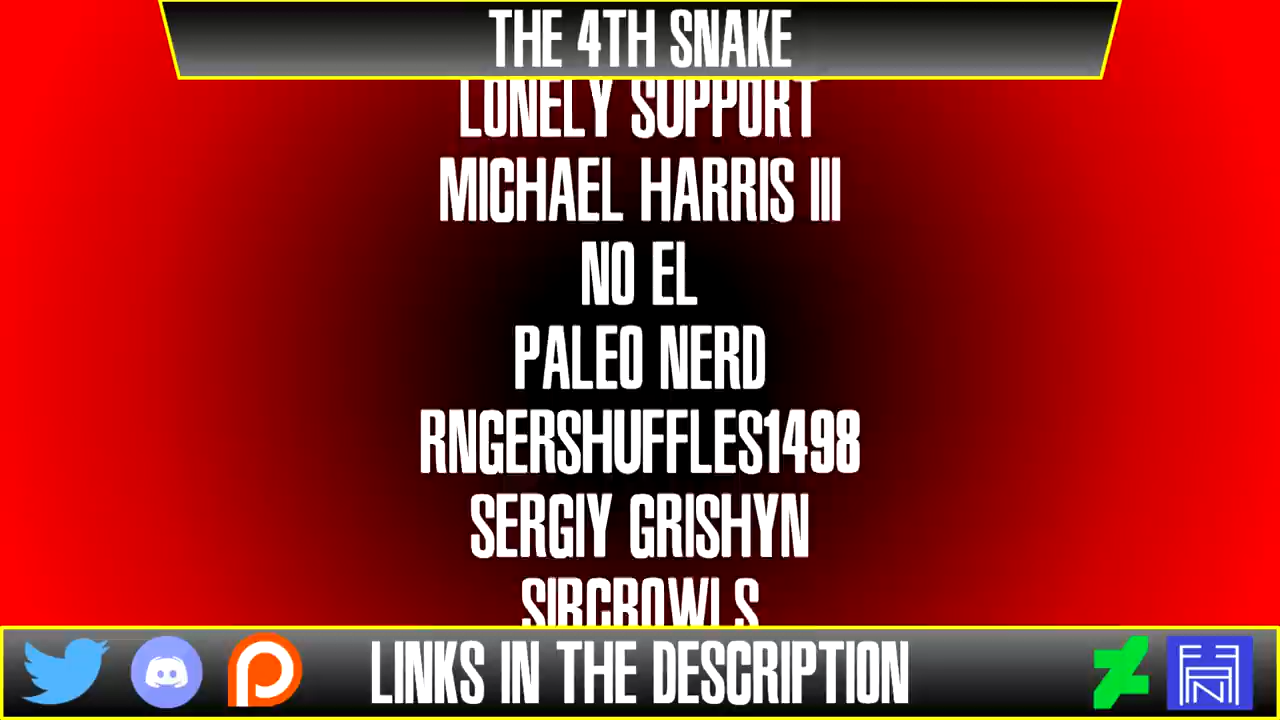 THE 4TH SNAKE
LONELY SUPPORT
MICHAEL HARRIS III
NO EL
PALEO NERD
RNGERSHUFFLES1498
SERGIY GRISHYN
SIRCROWLS
LINKS IN THE DESCRIPTION